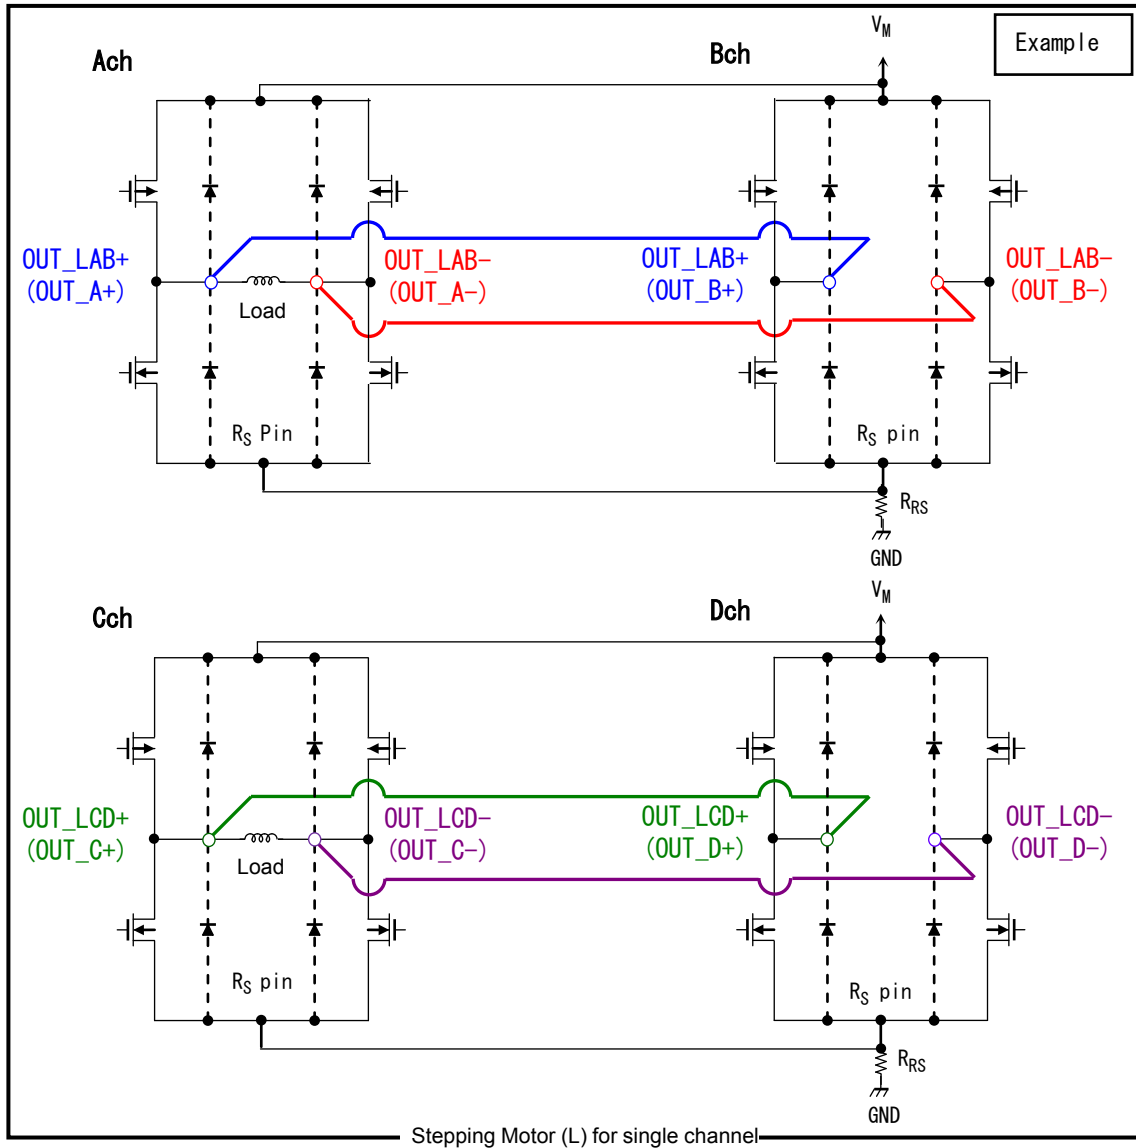 V_M
Example
Ach
Bch
OUT_LAB+
(OUT_A+)
Load
OUT_LAB-
(OUT_A-)
OUT_LAB+
(OUT_B+)
OUT_LAB-
(OUT_B-)
R_S Pin
R_S pin
R_RS
GND
V_M
Cch
Dch
OUT_LCD+
(OUT_C+)
Load
OUT_LCD-
(OUT_C-)
OUT_LCD+
(OUT_D+)
OUT_LCD-
(OUT_D-)
R_S pin
R_S pin
R_RS
GND
Stepping Motor (L) for single channel